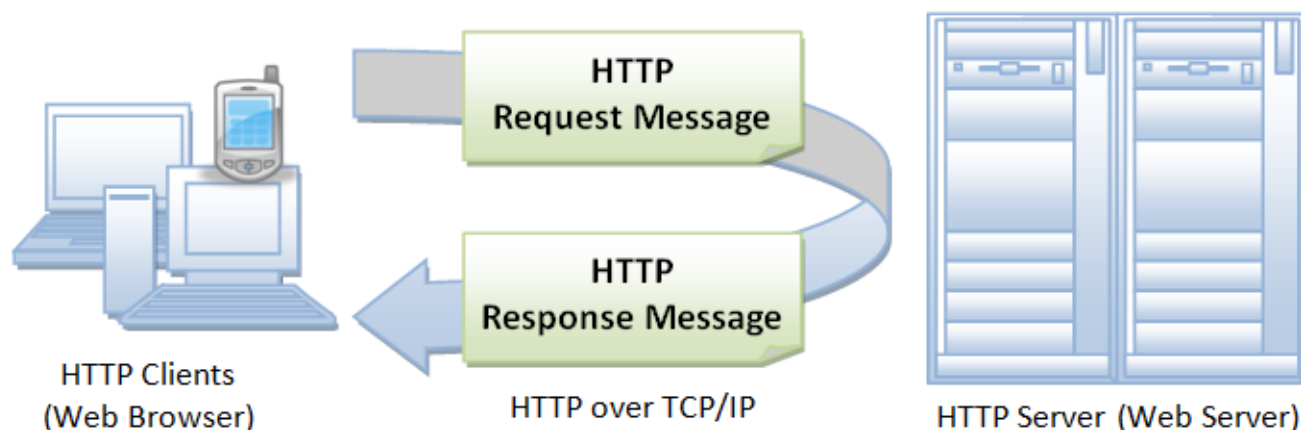 HTTP
Request Message
HTTP
Response Message
HTTP Clients
(Web Browser)
HTTP over TCP/IP
HTTP Server (Web Server)